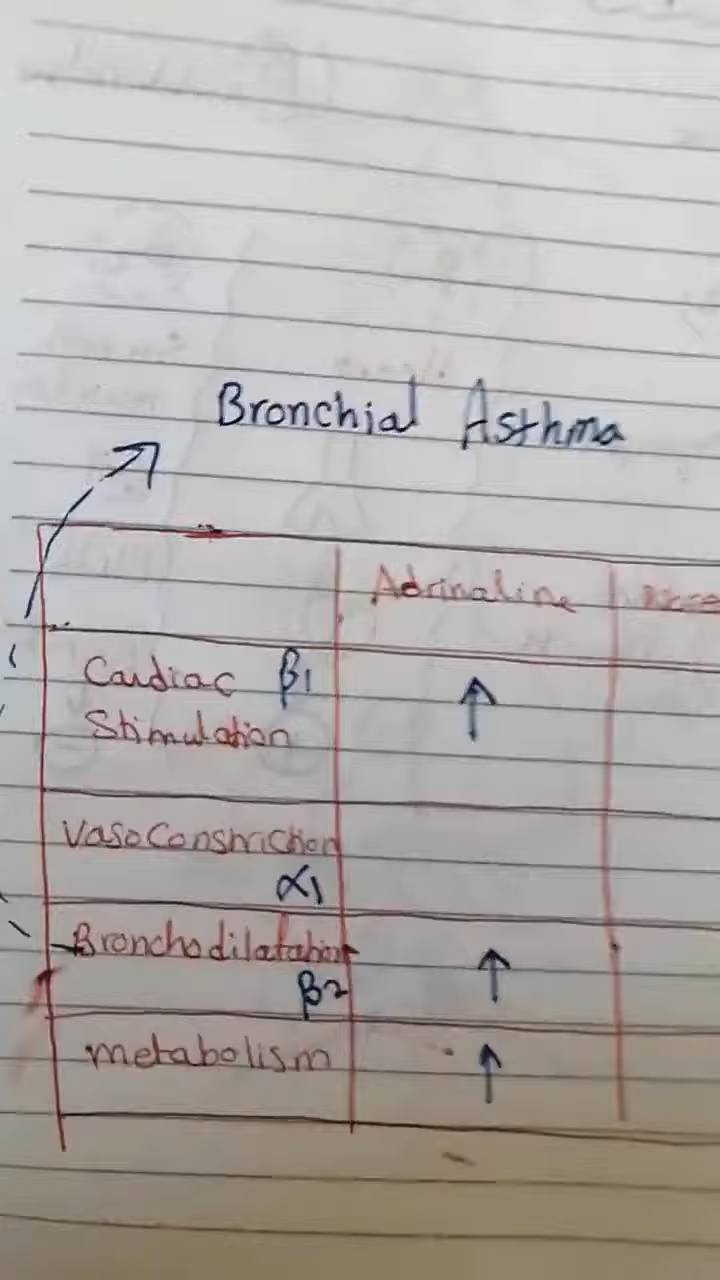 Bronchial Asthma
Adrinaline
Cardiac β1
Stimulation
↑
Vasoconstriction
α1
Bronchodilatation
β2
↑
metabolism
↑